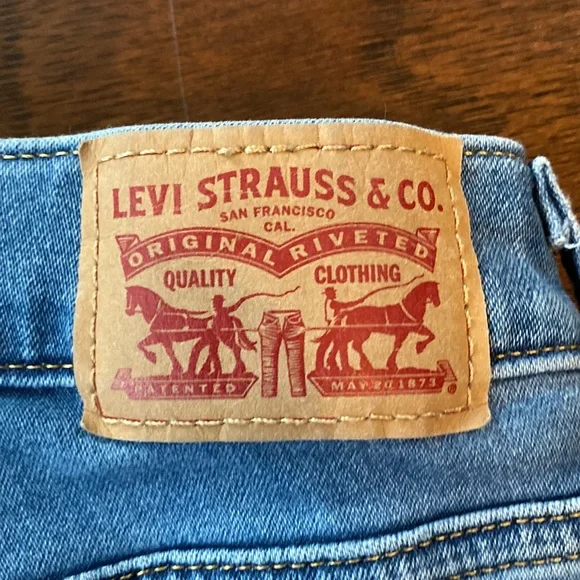 LEVI STRAUSS & CO.
SAN FRANCISCO
CAL.
ORIGINAL RIVETED
QUALITY CLOTHING
PATENTED MAY 20 1873 ®